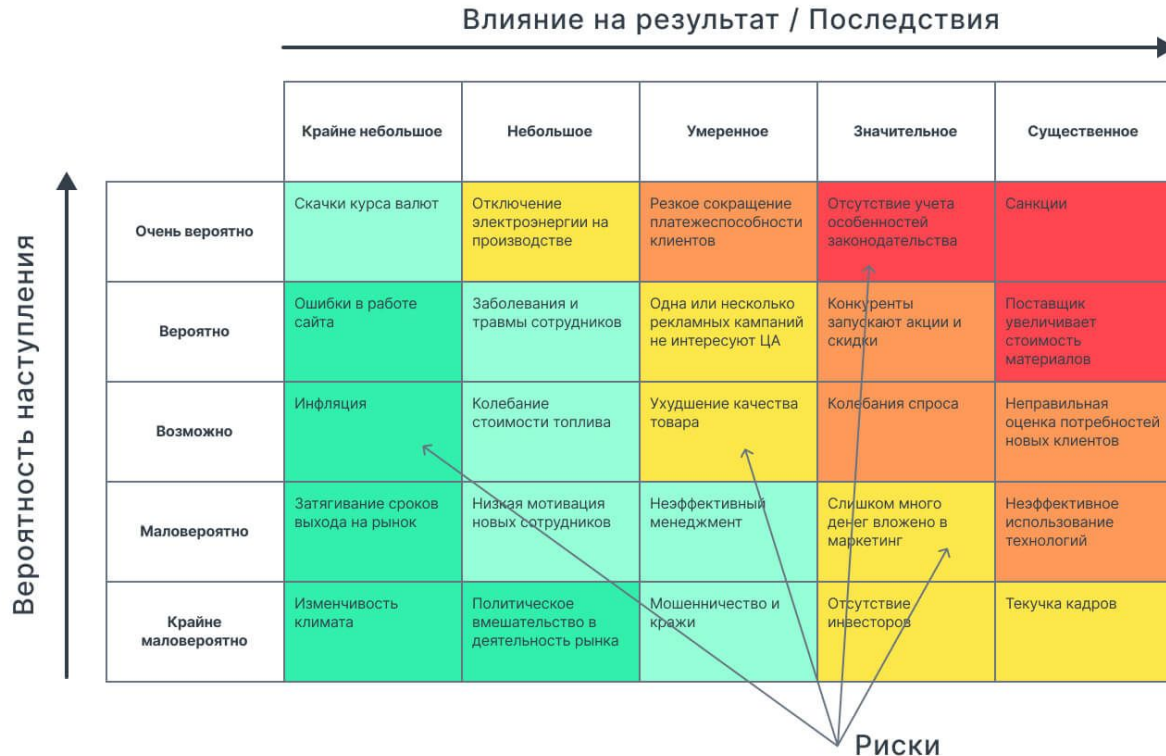 Влияние на результат / Последствия
Крайне небольшое
Небольшое
Умеренное
Значительное
Существенное
Вероятность наступления
Очень вероятно
Скачки курса валют
Отключение
электроэнергии на
производстве
Резкое сокращение
платежеспособности
клиентов
Отсутствие учета
особенностей
законодательства
Санкции
Вероятно
Ошибки в работе
сайта
Заболевания и
травмы сотрудников
Одна или несколько
рекламных кампаний
не интересуют ЦА
Конкуренты
запускают акции и
скидки
Поставщик
увеличивает
стоимость
материалов
Возможно
Инфляция
Колебание
стоимости топлива
Ухудшение качества
товара
Колебания спроса
Неправильная
оценка потребностей
новых клиентов
Маловероятно
Затягивание сроков
выхода на рынок
Низкая мотивация
новых сотрудников
Неэффективный
менеджмент
Слишком много
денег вложено в
маркетинг
Неэффективное
использование
технологий
Крайне
маловероятно
Изменчивость
климата
Политическое
вмешательство в
деятельность рынка
Мошенничество и
кражи
Отсутствие
инвесторов
Текучка кадров
Риски